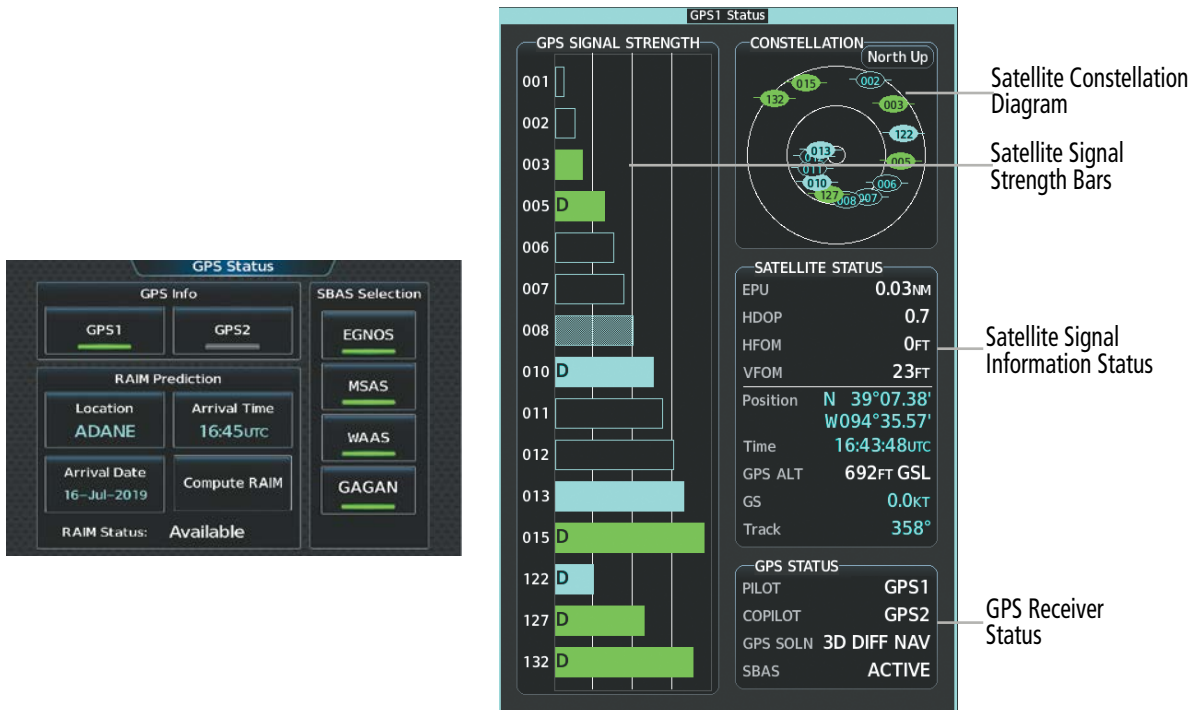 GPS Status
GPS Info
GPS1
GPS2
SBAS Selection
EGNOS
MSAS
WAAS
GAGAN
RAIM Prediction
Location
ADANE
Arrival Time
16:45UTC
Arrival Date
16-Jul-2019
Compute RAIM
RAIM Status: Available
GPS1 Status
GPS SIGNAL STRENGTH
001
002
003
005 D
006
007
008
010 D
011
012
013
015 D
122 D
127 D
132 D
CONSTELLATION
North Up
015
002
132
003
122
013
005
011
010
006
127
008
007
SATELLITE STATUS
EPU 0.03NM
HDOP 0.7
HFOM 0FT
VFOM 23FT
Position N 39°07.38'
W094°35.57'
Time 16:43:48UTC
GPS ALT 692FT GSL
GS 0.0KT
Track 358°
GPS STATUS
PILOT GPS1
COPILOT GPS2
GPS SOLN 3D DIFF NAV
SBAS ACTIVE
Satellite Constellation
Diagram
Satellite Signal
Strength Bars
Satellite Signal
Information Status
GPS Receiver
Status